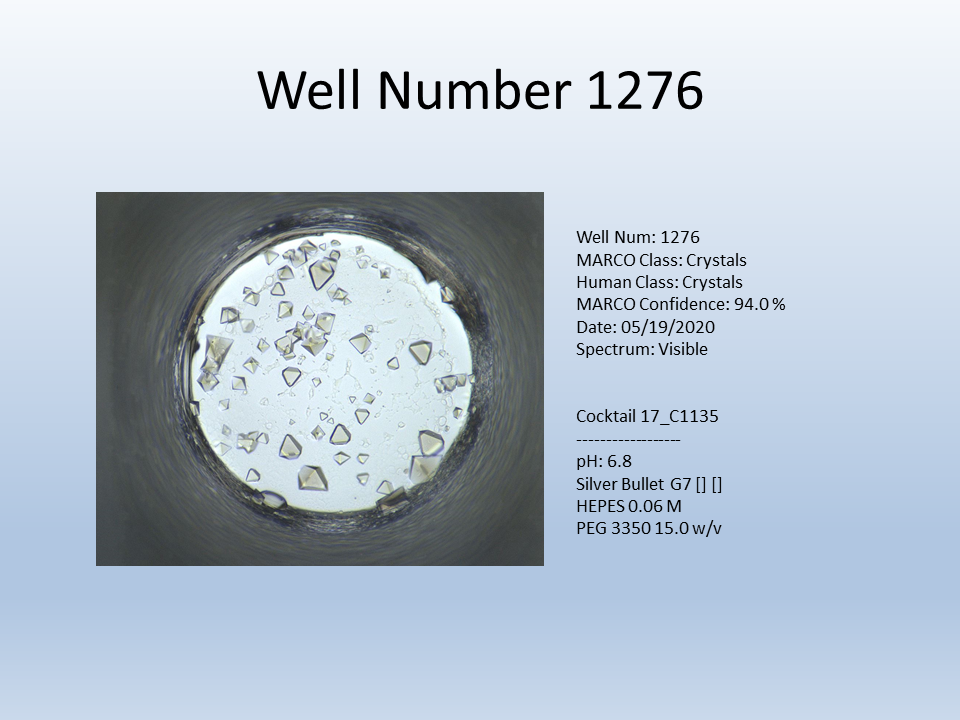 Well Number 1276
Well Num: 1276
MARCO Class: Crystals
Human Class: Crystals
MARCO Confidence: 94.0 %
Date: 05/19/2020
Spectrum: Visible
Cocktail 17_C1135
------------------
pH: 6.8
Silver Bullet G7 [] []
HEPES 0.06 M
PEG 3350 15.0 w/v